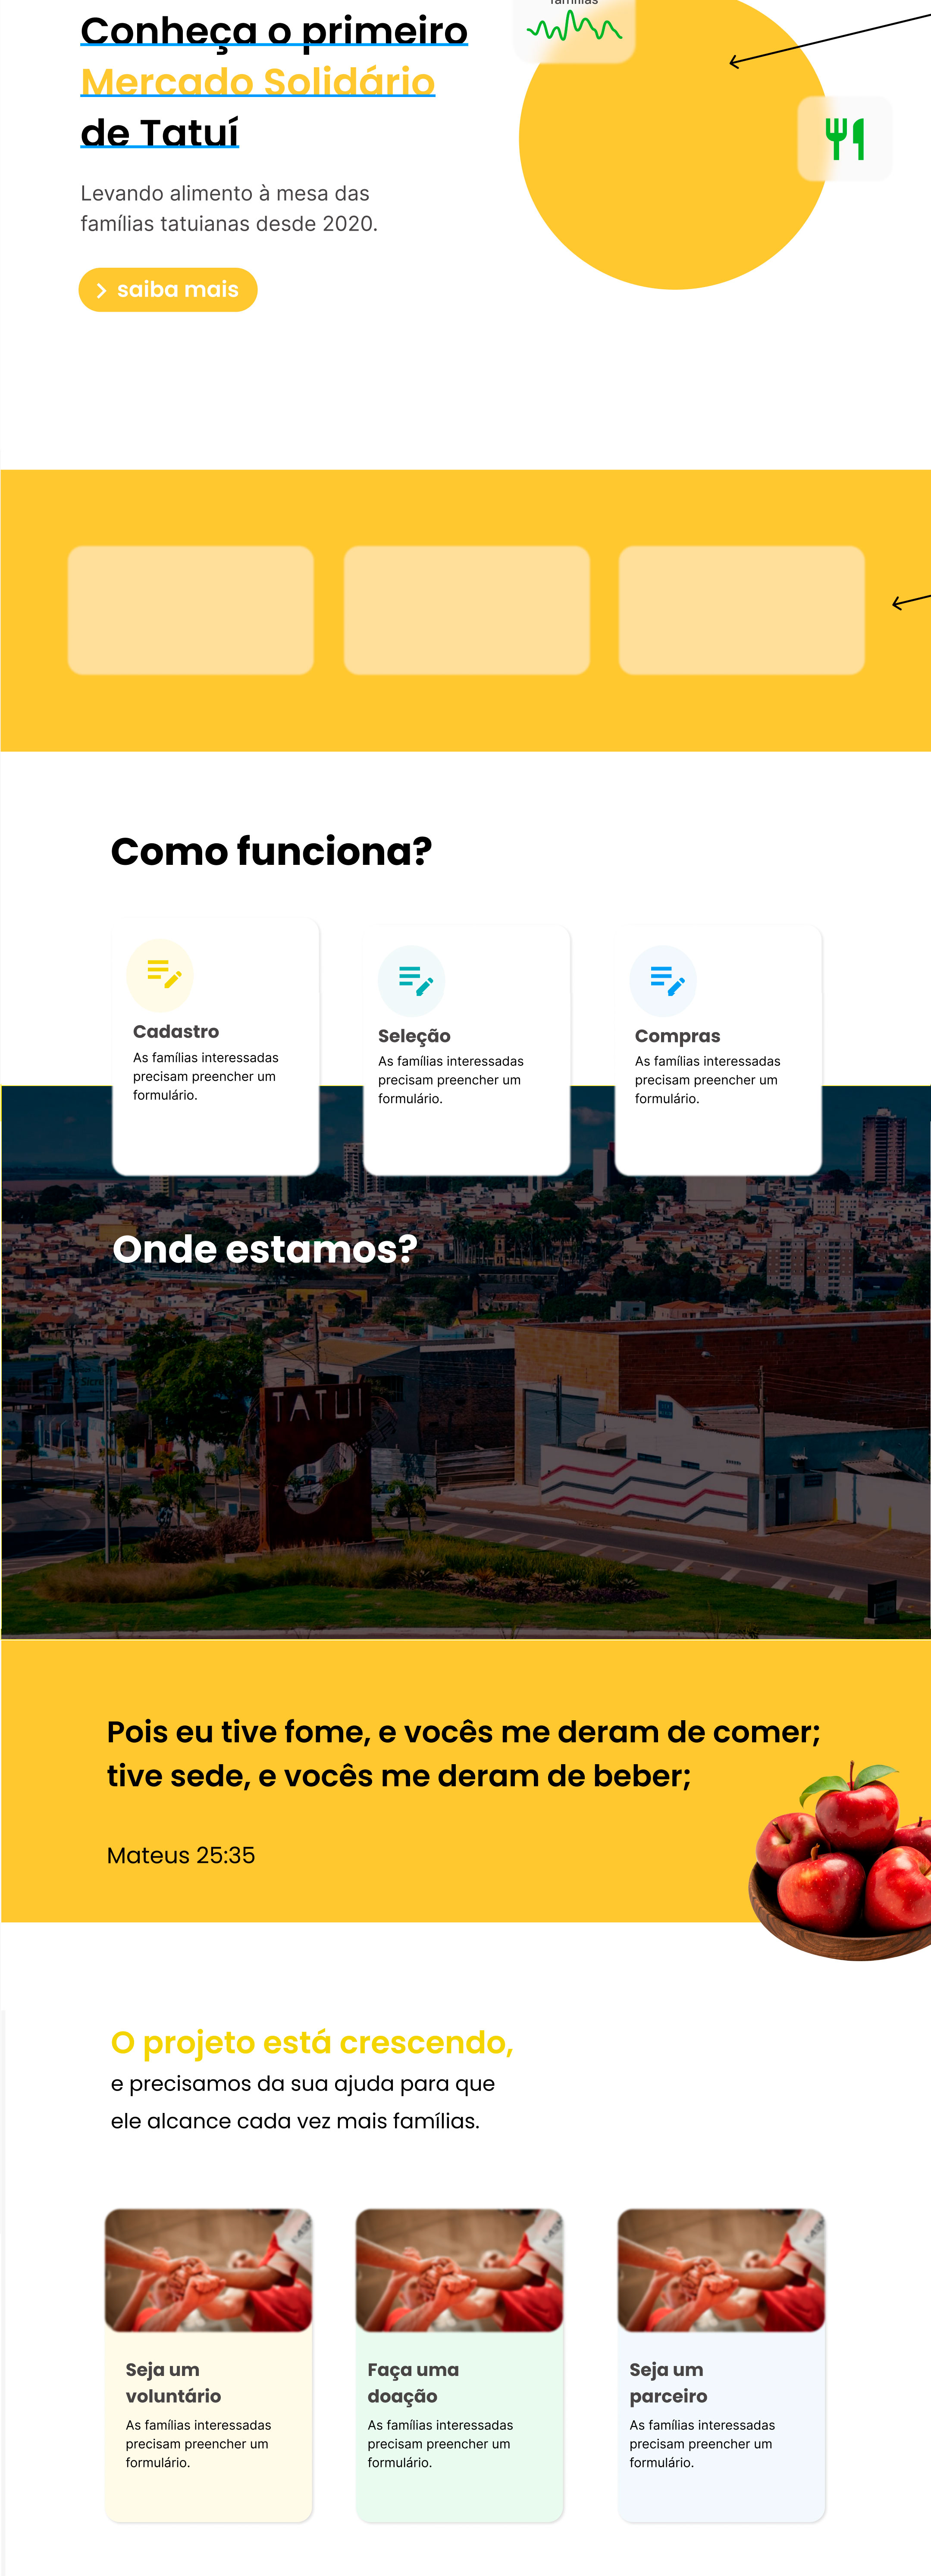 famílias
Conheça o primeiro
Mercado Solidário
de Tatuí
Levando alimento à mesa das
famílias tatuianas desde 2020.
saiba mais
Como funciona?
Cadastro
As famílias interessadas
precisam preencher um
formulário.
Seleção
As famílias interessadas
precisam preencher um
formulário.
Compras
As famílias interessadas
precisam preencher um
formulário.
Onde estamos?
TATUI
Pois eu tive fome, e vocês me deram de comer;
tive sede, e vocês me deram de beber;
Mateus 25:35
O projeto está crescendo,
e precisamos da sua ajuda para que
ele alcance cada vez mais famílias.
Seja um
voluntário
As famílias interessadas
precisam preencher um
formulário.
Faça uma
doação
As famílias interessadas
precisam preencher um
formulário.
Seja um
parceiro
As famílias interessadas
precisam preencher um
formulário.